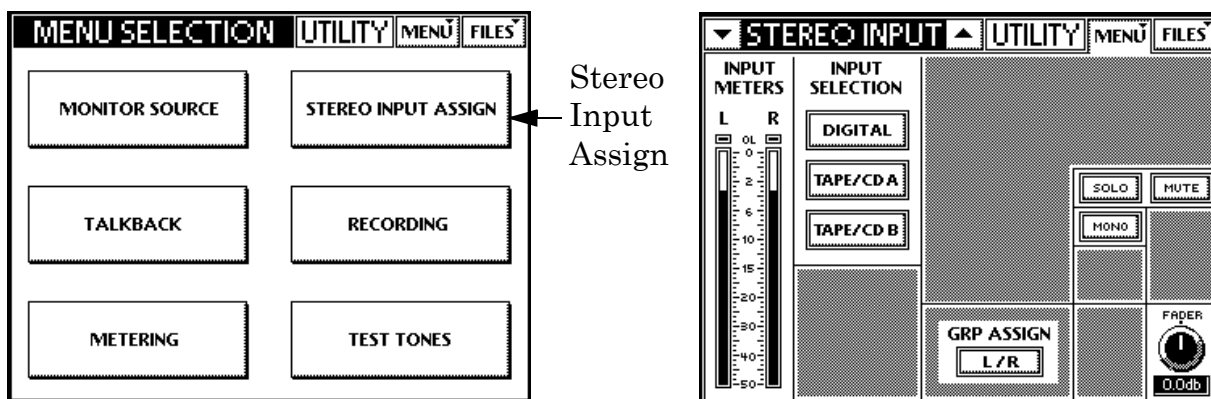 MENU SELECTION UTILITY MENU FILES
MONITOR SOURCE STEREO INPUT ASSIGN
TALKBACK RECORDING
METERING TEST TONES
Stereo
Input
Assign
STEREO INPUT UTILITY MENU FILES
INPUT
METERS
L R
OL
0
2
6
10
15
20
30
40
50
INPUT
SELECTION
DIGITAL
TAPE/CD A
TAPE/CD B
SOLO MUTE
MONO
GRP ASSIGN
L/R
FADER
0.0db